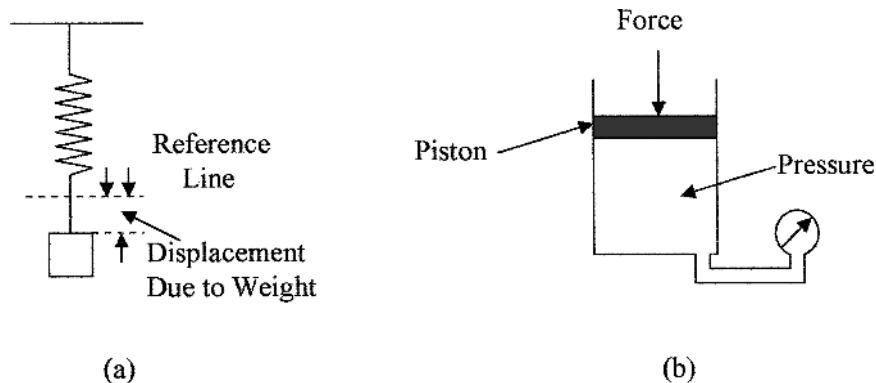 Force
Reference
Line
Piston
Pressure
Displacement
Due to Weight
(a)
(b)